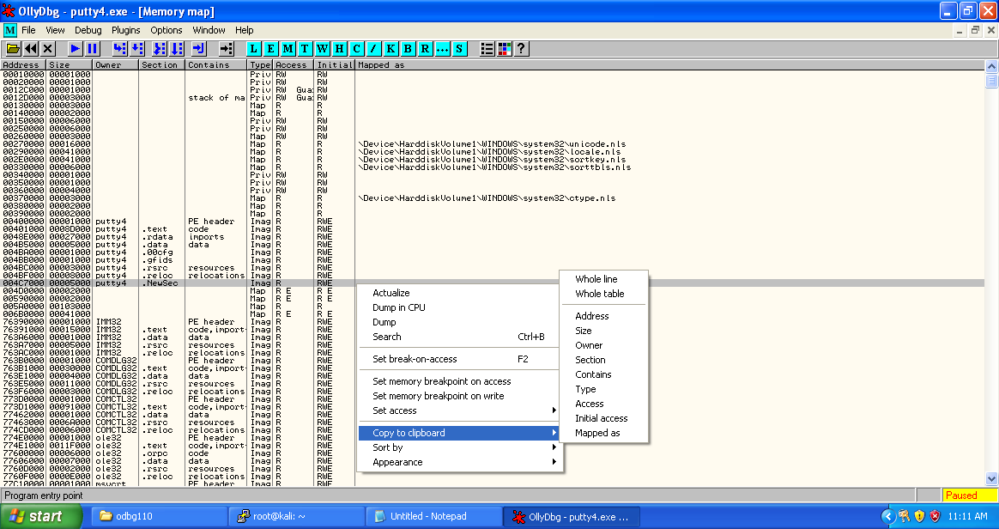 OllyDbg - putty4.exe - [Memory map]
M File View Debug Plugins Options Window Help
L E M T W H C / K B R ... S ?
Address Size Owner Section Contains Type Access Initial Mapped as
00010000 00001000 Priv RW RW
00020000 00001000 Priv RW RW
0012C000 00001000 Priv RW Gua RW
0012D000 00003000 stack of ma Priv RW Gua RW
00130000 00003000 Map R R
00140000 00002000 Map R R
00150000 00006000 Priv RW RW
00250000 00006000 Priv RW RW
00260000 00003000 Map RW RW
00270000 00016000 Map R R \Device\HarddiskVolume1\WINDOWS\system32\unicode.nls
00290000 00041000 Map R R \Device\HarddiskVolume1\WINDOWS\system32\locale.nls
002E0000 00041000 Map R R \Device\HarddiskVolume1\WINDOWS\system32\sortkey.nls
00330000 00006000 Map R R \Device\HarddiskVolume1\WINDOWS\system32\sorttbls.nls
00340000 00001000 Priv RW RW
00350000 00001000 Priv RW RW
00360000 00004000 Priv RW RW
00370000 00003000 Map R R \Device\HarddiskVolume1\WINDOWS\system32\ctype.nls
00380000 00002000 Map R R
00390000 00002000 Map R R
00400000 00001000 putty4 PE header Imag R RWE
00401000 0008D000 putty4 .text code Imag R RWE
0048E000 00027000 putty4 .rdata imports Imag R RWE
004B5000 00005000 putty4 .data data Imag R RWE
004BA000 00001000 putty4 .00cfg Imag R RWE
004BB000 00001000 putty4 .gfids Imag R RWE
004BC000 00003000 putty4 .rsrc resources Imag R RWE
004BF000 00008000 putty4 .reloc relocations Imag R RWE
004C7000 00005000 putty4 .NewSec Imag R RWE
004D0000 00002000 Map R E R E
00590000 00002000 Map R E R E
005A0000 00103000 Map R R
006B0000 00041000 Map R E R E
76390000 00001000 IMM32 PE header Imag R RWE
76391000 00015000 IMM32 .text code,import Imag R RWE
763A6000 00001000 IMM32 .data data Imag R RWE
763A7000 00005000 IMM32 .rsrc resources Imag R RWE
763AC000 00001000 IMM32 .reloc relocations Imag R RWE
763B0000 00001000 COMDLG32 PE header Imag R RWE
763B1000 00030000 COMDLG32 .text code,import Imag R RWE
763E1000 00004000 COMDLG32 .data data Imag R RWE
763E5000 00011000 COMDLG32 .rsrc resources Imag R RWE
763F6000 00003000 COMDLG32 .reloc relocations Imag R RWE
773D0000 00001000 COMCTL32 PE header Imag R RWE
773D1000 00091000 COMCTL32 .text code,import Imag R RWE
77462000 00001000 COMCTL32 .data data Imag R RWE
77463000 0006A000 COMCTL32 .rsrc resources Imag R RWE
774CD000 00006000 COMCTL32 .reloc relocations Imag R RWE
774E0000 00001000 ole32 PE header Imag R RWE
774E1000 0011F000 ole32 .text code,import Imag R RWE
77600000 00006000 ole32 .orpc code Imag R RWE
77606000 00007000 ole32 .data data Imag R RWE
7760D000 00002000 ole32 .rsrc resources Imag R RWE
7760F000 0000E000 ole32 .reloc relocations Imag R RWE
77C10000 00001000 msvcrt PE header Imag R RWE
Actualize
Dump in CPU
Dump
Search Ctrl+B
Set break-on-access F2
Set memory breakpoint on access
Set memory breakpoint on write
Set access
Copy to clipboard
Sort by
Appearance
Whole line
Whole table
Address
Size
Owner
Section
Contains
Type
Access
Initial access
Mapped as
Program entry point Paused
start odbg110 root@kali: ~ Untitled - Notepad OllyDbg - putty4.exe ... 11:11 AM